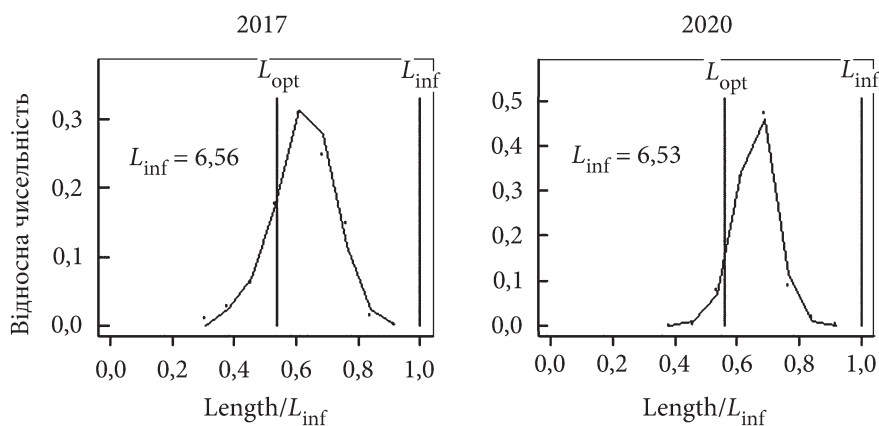 2017
Відносна чисельність
0,3
0,2
0,1
0,0
L_opt
L_inf
L_inf = 6,56
0,0 0,2 0,4 0,6 0,8 1,0
Length/L_inf
2020
0,5
0,4
0,3
0,2
0,1
0,0
L_opt
L_inf
L_inf = 6,53
0,0 0,2 0,4 0,6 0,8 1,0
Length/L_inf